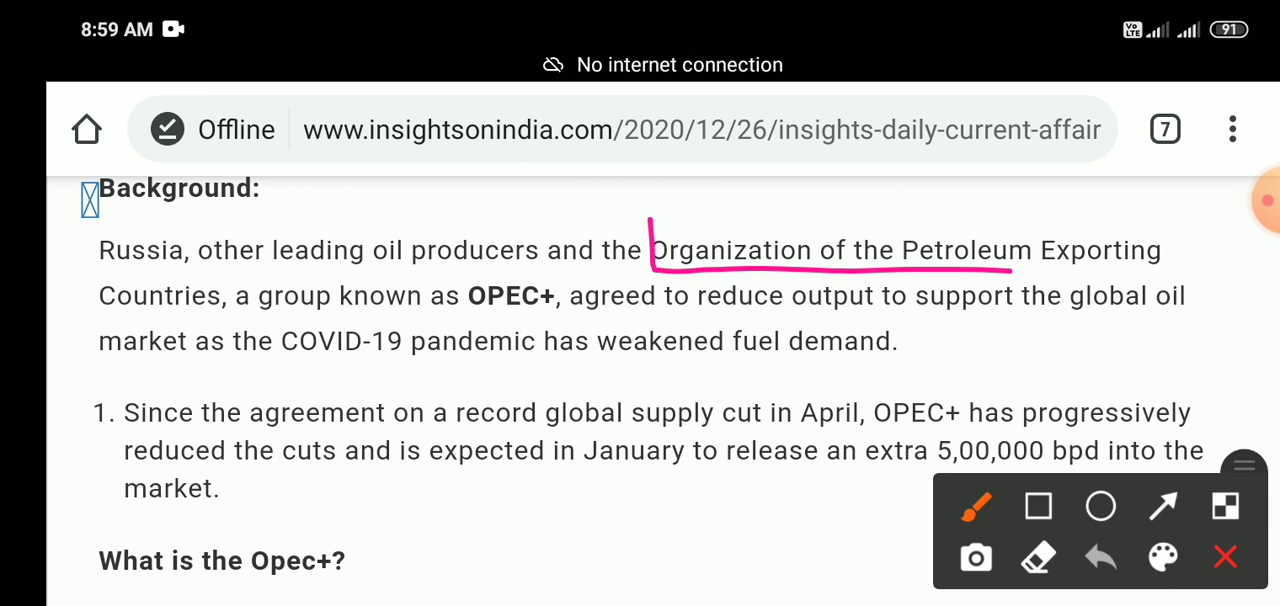 8:59 AM
Vo LTE 91
No internet connection
Offline www.insightsonindia.com/2020/12/26/insights-daily-current-affair 7
Background:
Russia, other leading oil producers and the Organization of the Petroleum Exporting
Countries, a group known as OPEC+, agreed to reduce output to support the global oil
market as the COVID-19 pandemic has weakened fuel demand.
1. Since the agreement on a record global supply cut in April, OPEC+ has progressively
reduced the cuts and is expected in January to release an extra 5,00,000 bpd into the
market.
What is the Opec+?